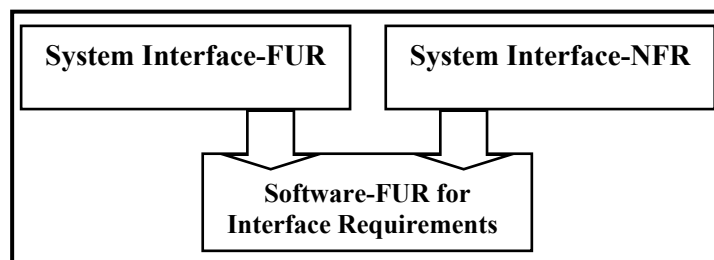 System Interface-FUR
System Interface-NFR
Software-FUR for
Interface Requirements